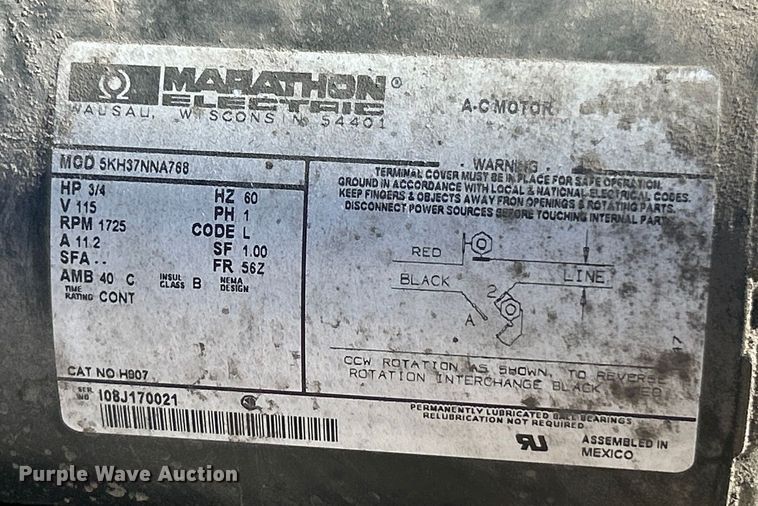 MARATHON®
ELECTRIC
WAUSAU, WISCONSIN 54401
A-C MOTOR
MOD 5KH37NNA768
HP 3/4 HZ 60
V 115 PH 1
RPM 1725 CODE L
A 11.2 SF 1.00
SFA -- FR 56Z
AMB 40 C INSUL CLASS B NEMA DESIGN
TIME RATING CONT
CAT NO H907
SER NO I08J170021
WARNING
TERMINAL COVER MUST BE IN PLACE FOR SAFE OPERATION.
GROUND IN ACCORDANCE WITH LOCAL & NATIONAL ELECTRICAL CODES.
KEEP FINGERS & OBJECTS AWAY FROM OPENINGS & ROTATING PARTS.
DISCONNECT POWER SOURCES BEFORE TOUCHING INTERNAL PARTS
RED
BLACK
LINE
2
A
47
CCW ROTATION AS SHOWN, TO REVERSE
ROTATION INTERCHANGE BLACK RED
PERMANENTLY LUBRICATED BALL BEARINGS
RELUBRICATION NOT REQUIRED
ASSEMBLED IN
MEXICO
Purple Wave Auction